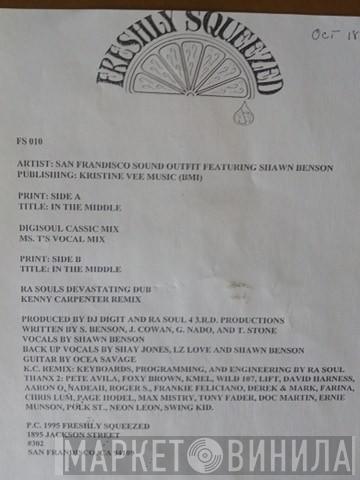 FRESHLY SQUEEZED
OCT 18
FS 010
ARTIST: SAN FRANDISCO SOUND OUTFIT FEATURING SHAWN BENSON
PUBLISHING: KRISTINE VEE MUSIC (BMI)
PRINT: SIDE A
TITLE: IN THE MIDDLE
DIGISOUL CASSIC MIX
MS. T'S VOCAL MIX
PRINT: SIDE B
TITLE: IN THE MIDDLE
RA SOULS DEVASTATING DUB
KENNY CARPENTER REMIX
PRODUCED BY DJ DIGIT AND RA SOUL 4 3.R.D. PRODUCTIONS
WRITTEN BY S. BENSON, J. COWAN, G. NADO, AND T. STONE
VOCALS BY SHAWN BENSON
BACK UP VOCALS BY SHAY JONES, LZ LOVE AND SHAWN BENSON
GUITAR BY OCEA SAVAGE
K.C. REMIX: KEYBOARDS, PROGRAMMING, AND ENGINEERING BY RA SOUL
THANX 2: PETE AVILA, FOXY BROWN, KMEL, WILD 107, LIFT, DAVID HARNESS,
AARON O, NADEAH, ROGER S., FRANKIE FELICIANO, DEREK & MARK, FARINA,
CHRIS LUM, PAGE HODEL, MAX MISTRY, TONY FADER, DOC MARTIN, ERNIE
MUNSON, POLK ST., NEON LEON, SWING KID.
P.C. 1995 FRESHLY SQUEEZED
1895 JACKSON STREET
#302
SAN FRANDISCO, CA 94109
МАРКЕТ ВИНИЛА